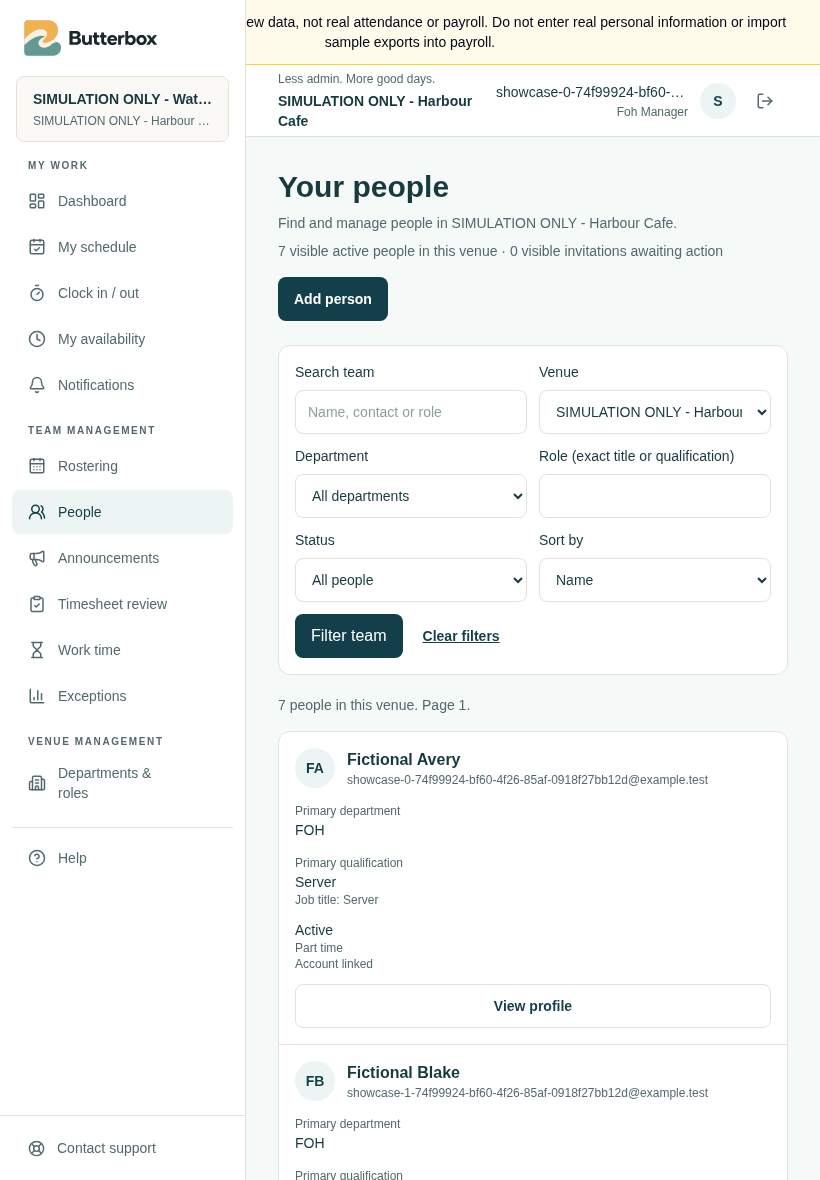 Butterbox
SIMULATION ONLY - Wat…
SIMULATION ONLY - Harbour …
MY WORK
Dashboard
My schedule
Clock in / out
My availability
Notifications
TEAM MANAGEMENT
Rostering
People
Announcements
Timesheet review
Work time
Exceptions
VENUE MANAGEMENT
Departments &
roles
Help
Contact support
ew data, not real attendance or payroll. Do not enter real personal information or import
sample exports into payroll.
Less admin. More good days.
SIMULATION ONLY - Harbour
Cafe
showcase-0-74f99924-bf60-…
Foh Manager
S
Your people
Find and manage people in SIMULATION ONLY - Harbour Cafe.
7 visible active people in this venue · 0 visible invitations awaiting action
Add person
Search team
Venue
Name, contact or role
SIMULATION ONLY - Harbour
Department
Role (exact title or qualification)
All departments
Status
Sort by
All people
Name
Filter team
Clear filters
7 people in this venue. Page 1.
FA
Fictional Avery
showcase-0-74f99924-bf60-4f26-85af-0918f27bb12d@example.test
Primary department
FOH
Primary qualification
Server
Job title: Server
Active
Part time
Account linked
View profile
FB
Fictional Blake
showcase-1-74f99924-bf60-4f26-85af-0918f27bb12d@example.test
Primary department
FOH
Primary qualification